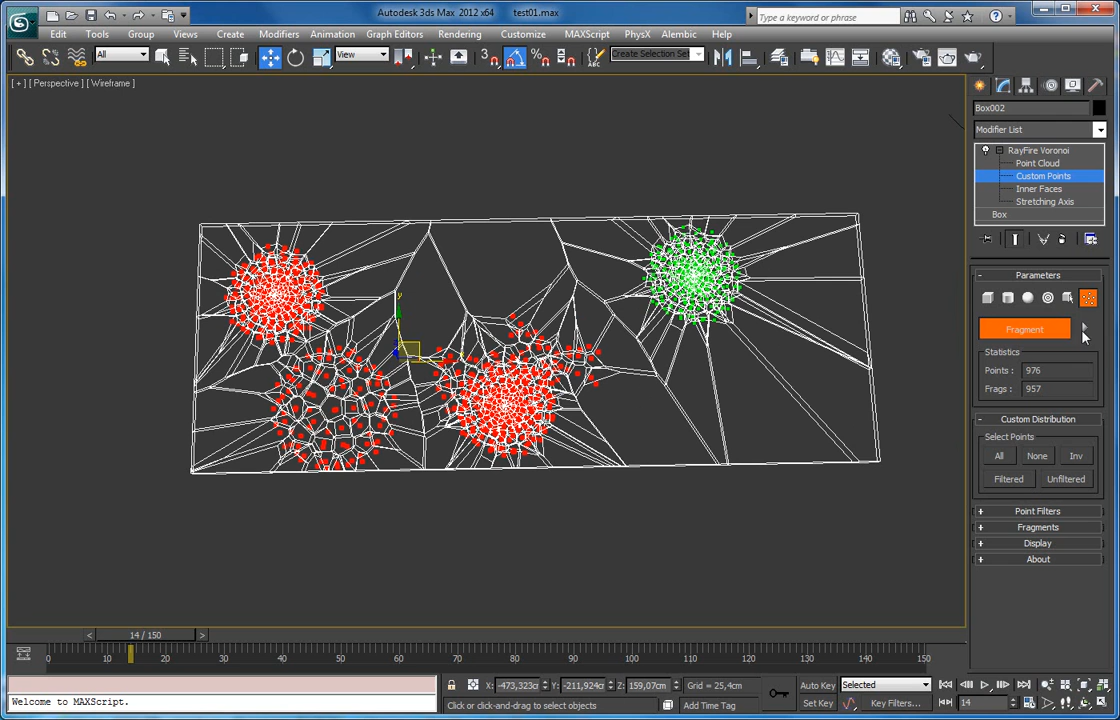 Autodesk 3ds Max 2012 x64 test01.max
Type a keyword or phrase
Edit Tools Group Views Create Modifiers Animation Graph Editors Rendering Customize MAXScript PhysX Alembic Help
All View 3 Create Selection Set
[ + ] [ Perspective ] [ Wireframe ]
Box002
Modifier List
RayFire Voronoi
Point Cloud
Custom Points
Inner Faces
Stretching Axis
Box
- Parameters
Fragment
Statistics
Points : 976
Frags : 957
- Custom Distribution
Select Points
All None Inv
Filtered Unfiltered
+ Point Filters
+ Fragments
+ Display
+ About
y
< 14 / 150 >
0 10 20 30 40 50 60 70 80 90 100 110 120 130 140 150
X: -473,323cm Y: -211,924cm Z: 159,07cm Grid = 25,4cm Auto Key Selected
Welcome to MAXScript. Click or click-and-drag to select objects Add Time Tag Set Key Key Filters... 14